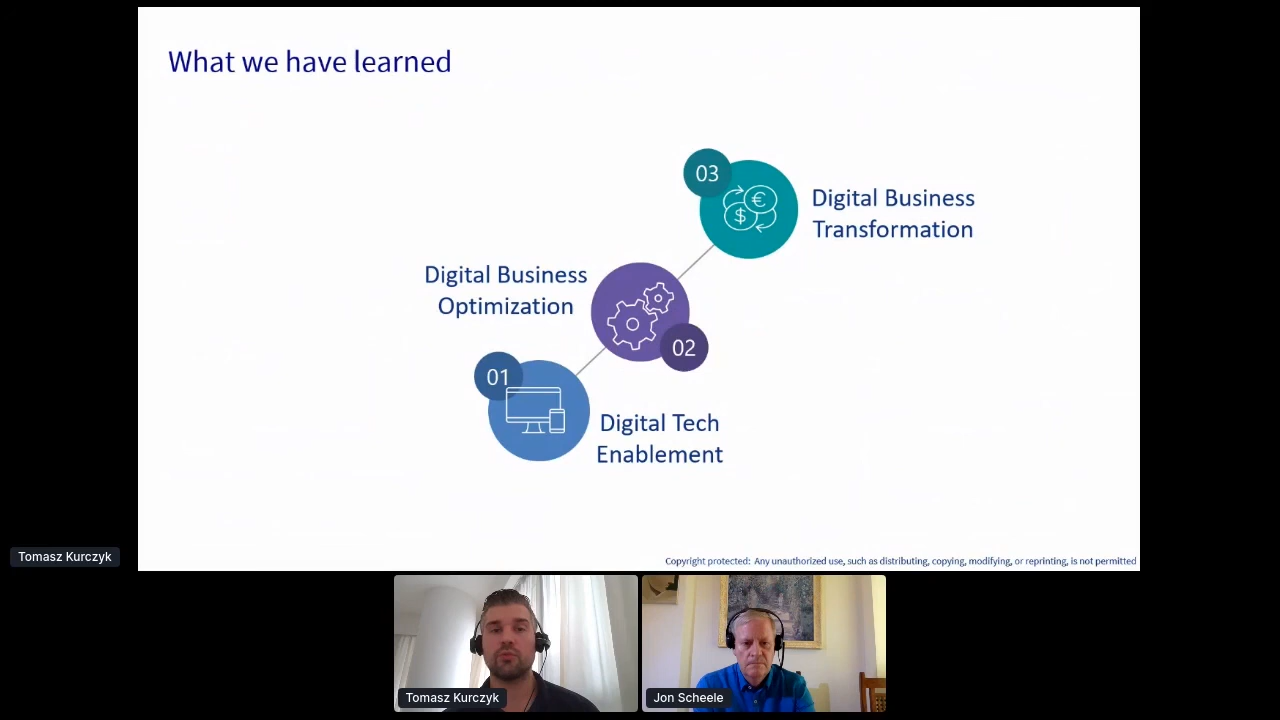 What we have learned
03
Digital Business
Transformation
Digital Business
Optimization
02
01
Digital Tech
Enablement
Copyright protected: Any unauthorized use, such as distributing, copying, modifying, or reprinting, is not permitted
Tomasz Kurczyk
Tomasz Kurczyk
Jon Scheele